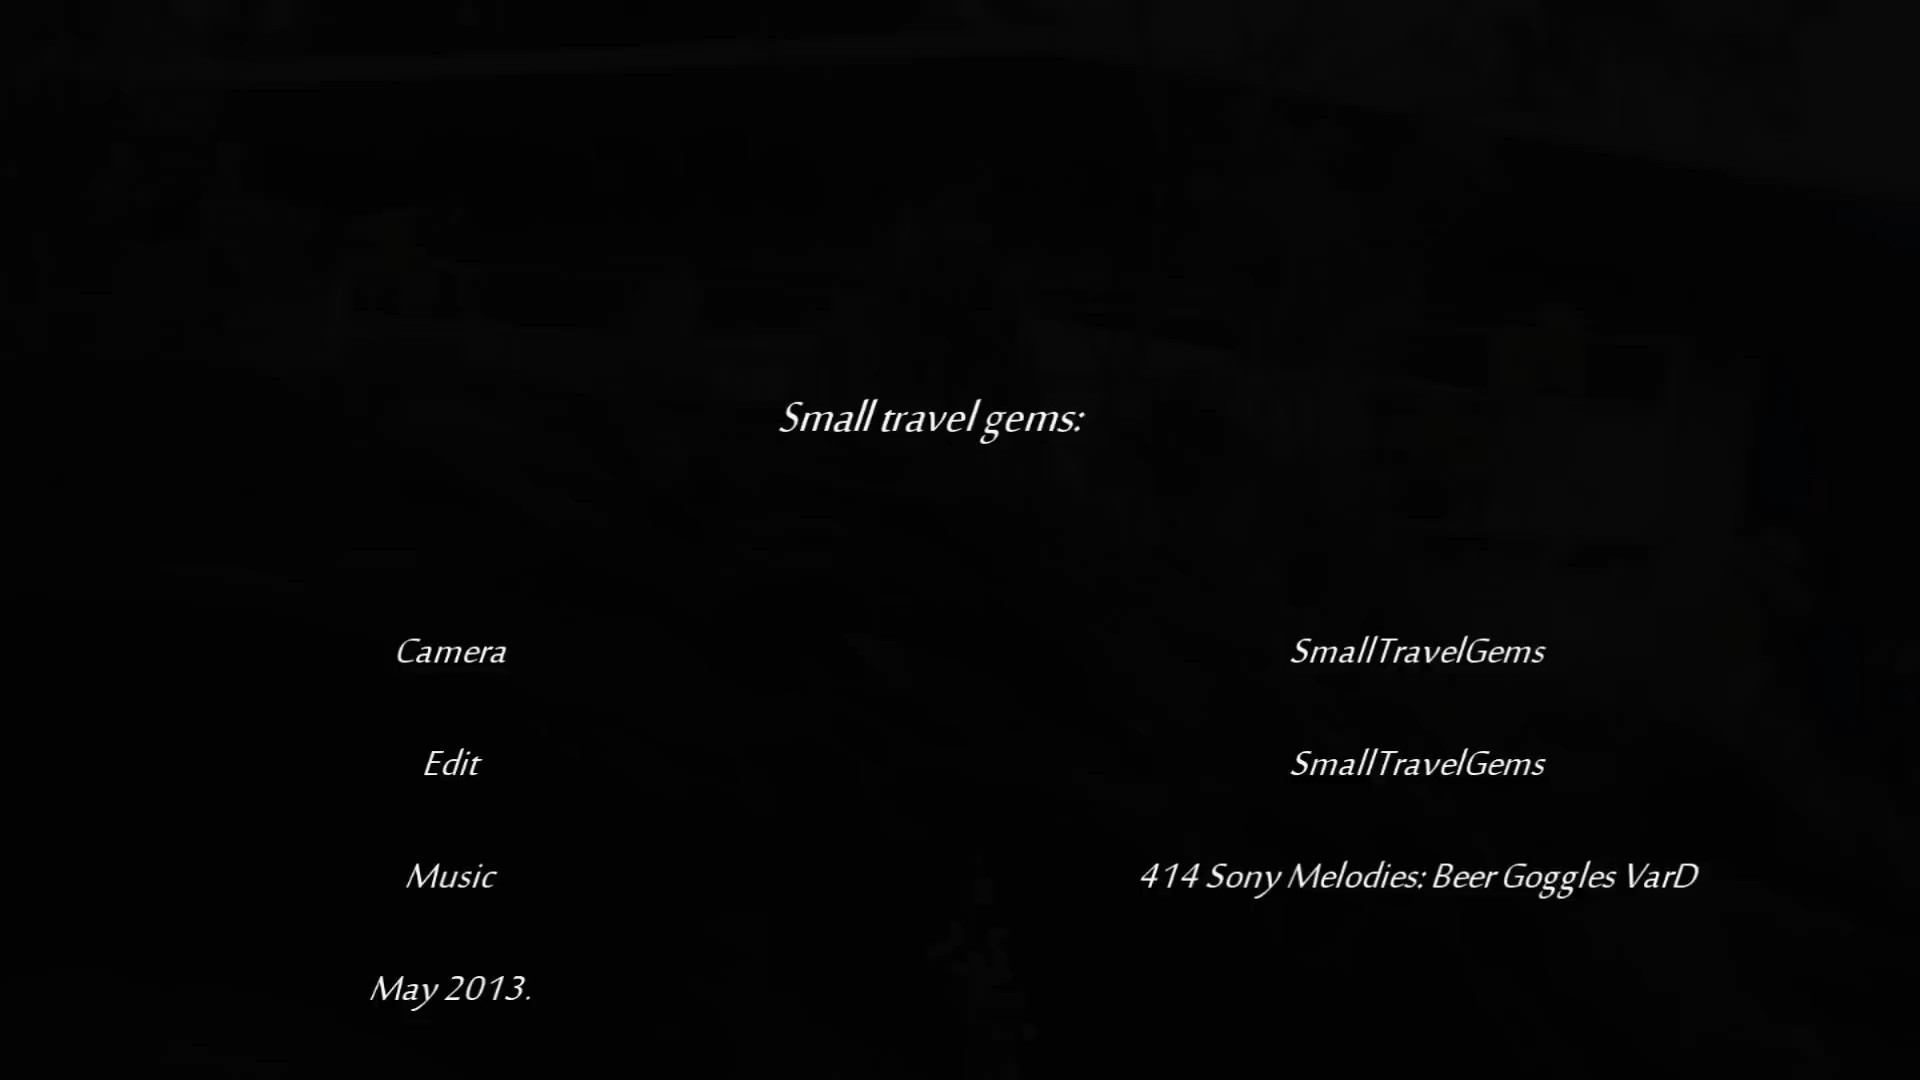 Small travel gems:
Camera SmallTravelGems
Edit SmallTravelGems
Music 414 Sony Melodies: Beer Goggles VarD
May 2013.